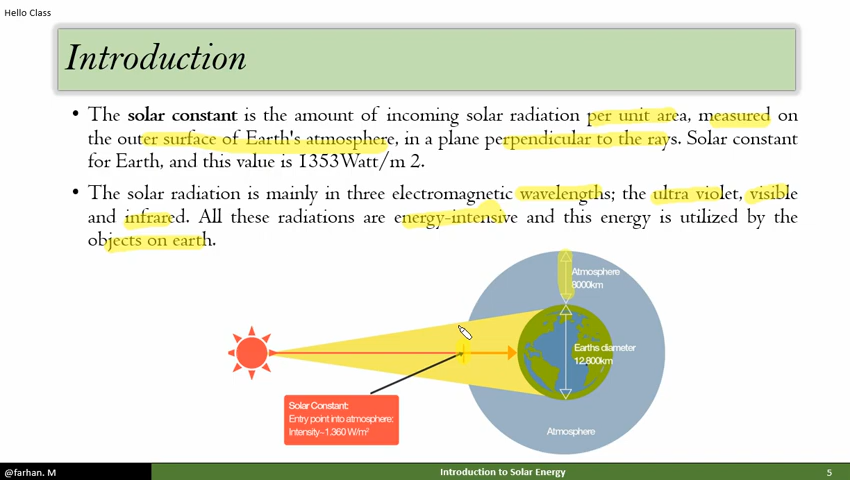 Hello Class
Introduction
• The solar constant is the amount of incoming solar radiation per unit area, measured on
the outer surface of Earth's atmosphere, in a plane perpendicular to the rays. Solar constant
for Earth, and this value is 1353Watt/m 2.
• The solar radiation is mainly in three electromagnetic wavelengths; the ultra violet, visible
and infrared. All these radiations are energy-intensive and this energy is utilized by the
objects on earth.
Atmosphere
8000km
Earths diameter
12,800km
Solar Constant:
Entry point into atmosphere:
Intensity~1,360 W/m²
Atmosphere
@farhan. M
Introduction to Solar Energy
5